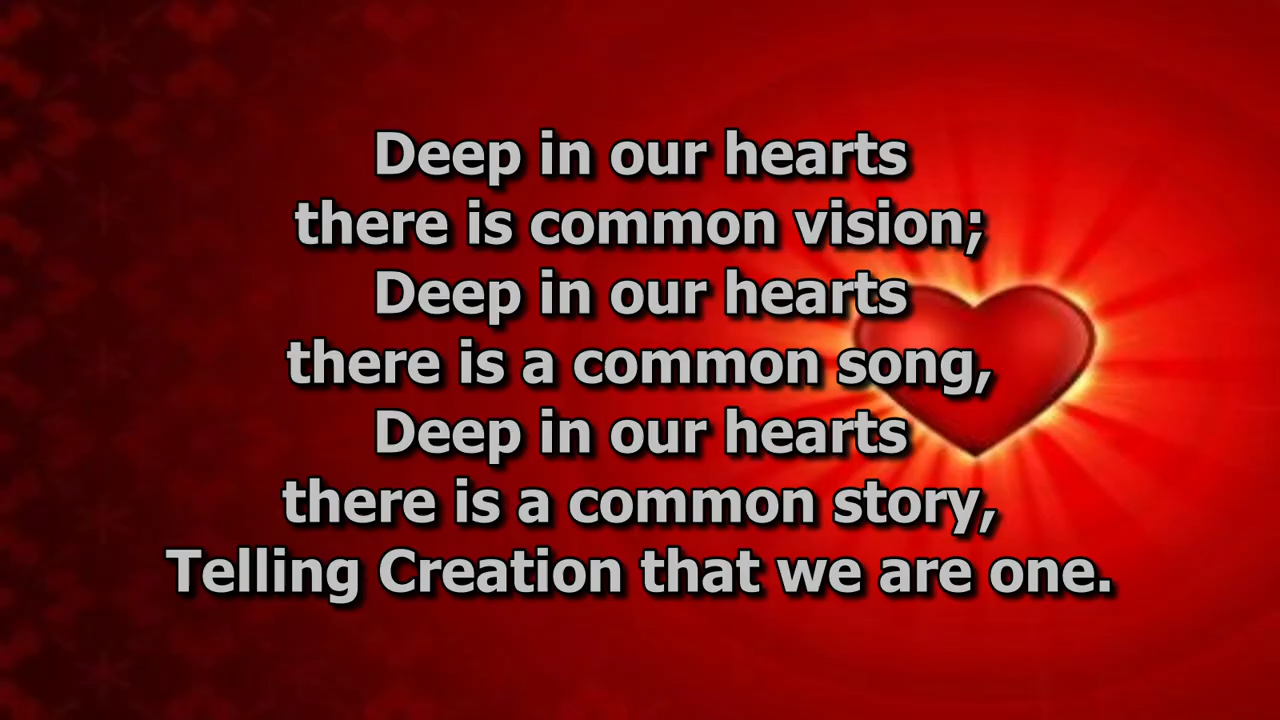 Deep in our hearts
there is common vision;
Deep in our hearts
there is a common song,
Deep in our hearts
there is a common story,
Telling Creation that we are one.